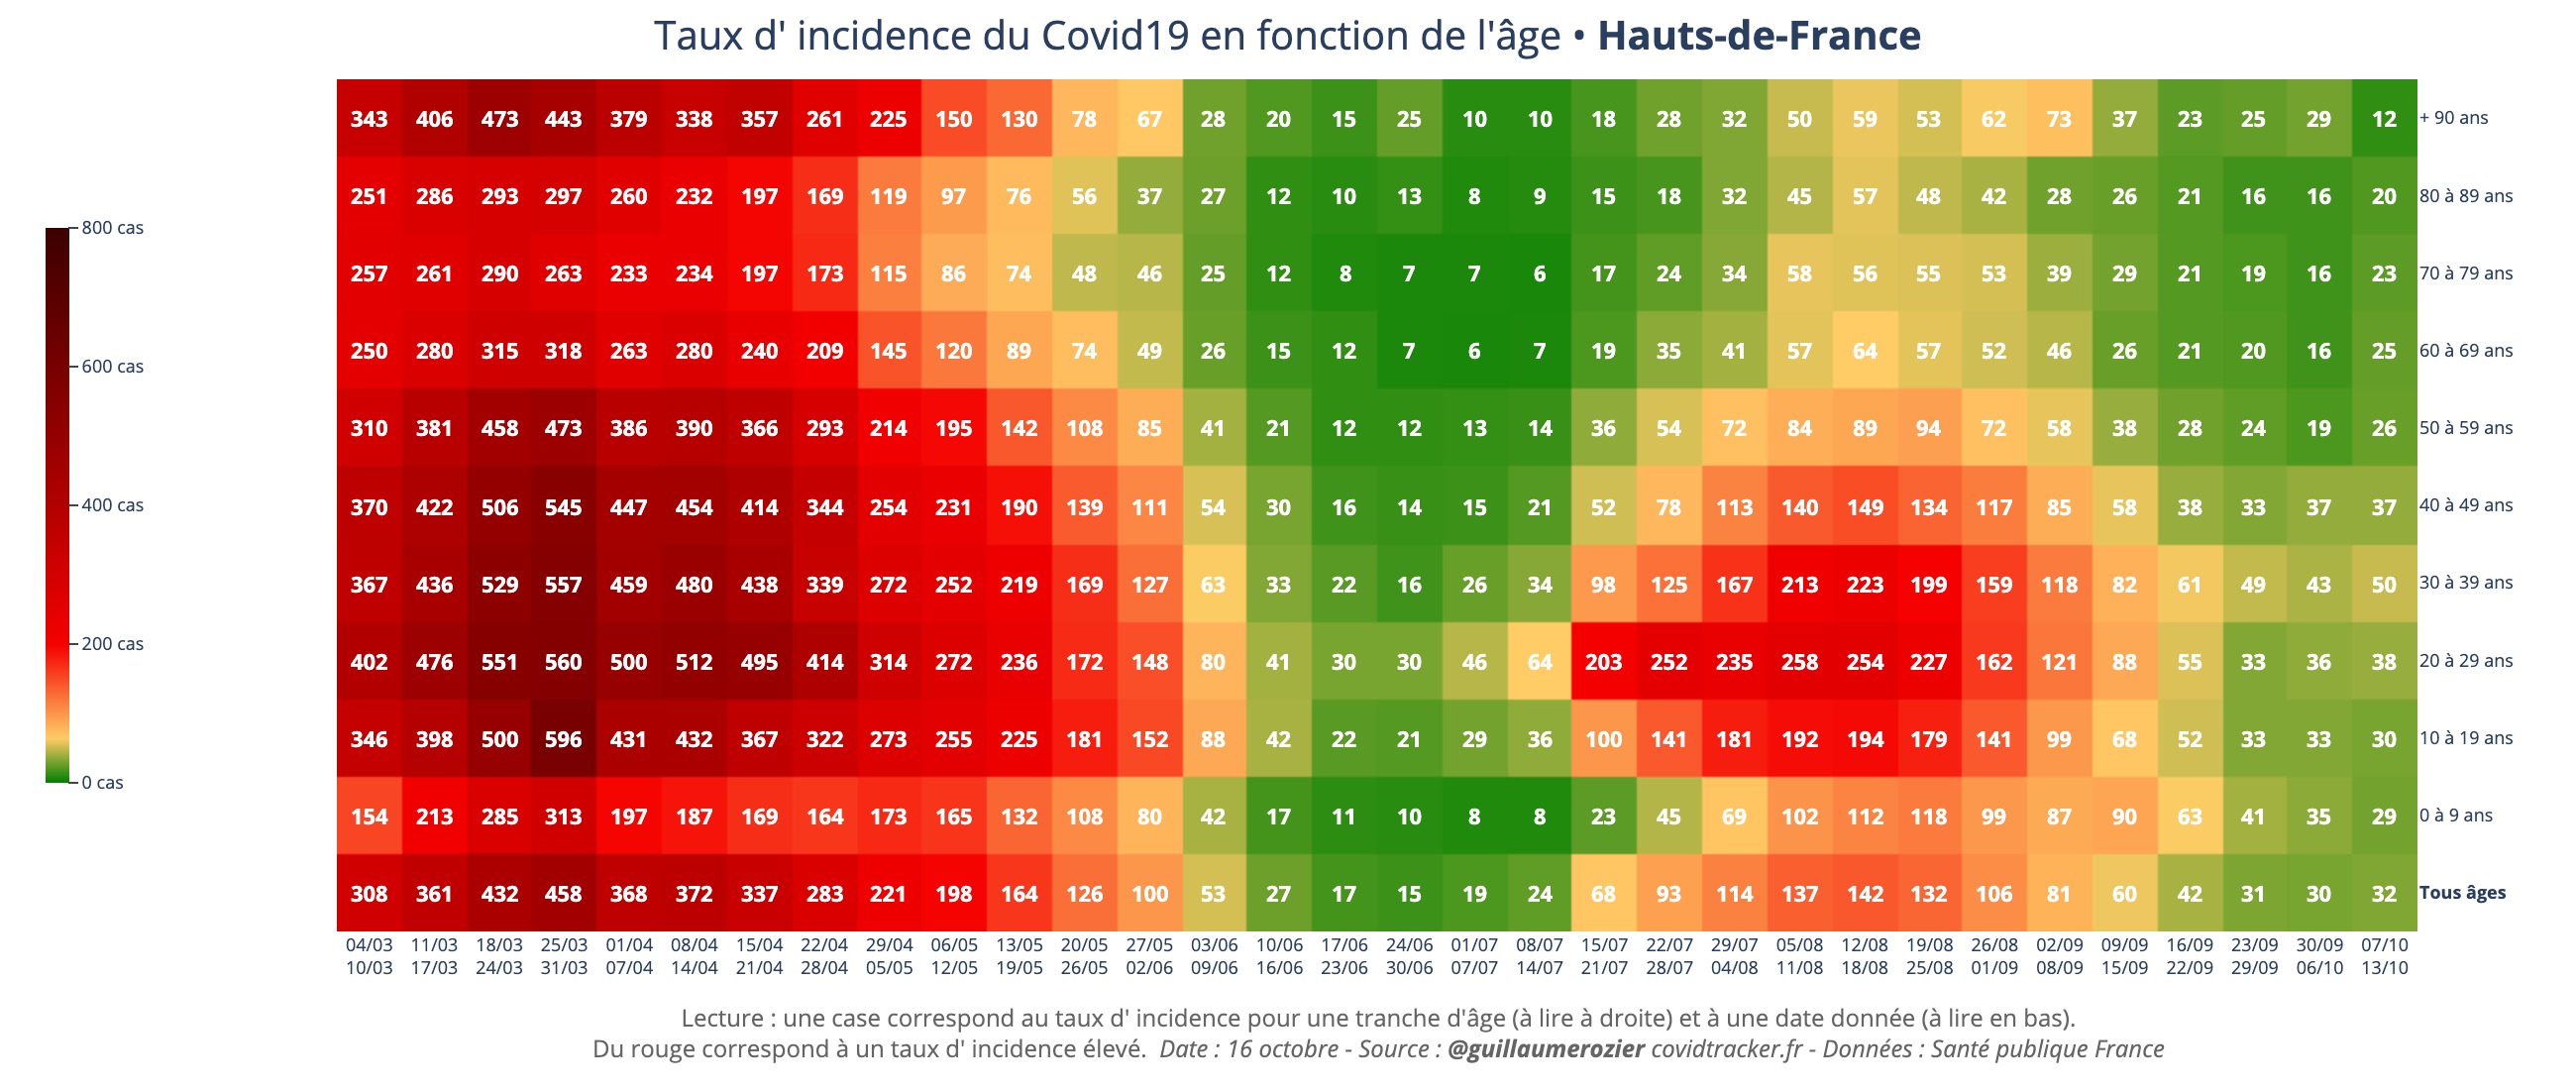 Taux d' incidence du Covid19 en fonction de l'âge • Hauts-de-France
800 cas
600 cas
400 cas
200 cas
0 cas
343 406 473 443 379 338 357 261 225 150 130 78 67 28 20 15 25 10 10 18 28 32 50 59 53 62 73 37 23 25 29 12 + 90 ans
251 286 293 297 260 232 197 169 119 97 76 56 37 27 12 10 13 8 9 15 18 32 45 57 48 42 28 26 21 16 16 20 80 à 89 ans
257 261 290 263 233 234 197 173 115 86 74 48 46 25 12 8 7 7 6 17 24 34 58 56 55 53 39 29 21 19 16 23 70 à 79 ans
250 280 315 318 263 280 240 209 145 120 89 74 49 26 15 12 7 6 7 19 35 41 57 64 57 52 46 26 21 20 16 25 60 à 69 ans
310 381 458 473 386 390 366 293 214 195 142 108 85 41 21 12 12 13 14 36 54 72 84 89 94 72 58 38 28 24 19 26 50 à 59 ans
370 422 506 545 447 454 414 344 254 231 190 139 111 54 30 16 14 15 21 52 78 113 140 149 134 117 85 58 38 33 37 37 40 à 49 ans
367 436 529 557 459 480 438 339 272 252 219 169 127 63 33 22 16 26 34 98 125 167 213 223 199 159 118 82 61 49 43 50 30 à 39 ans
402 476 551 560 500 512 495 414 314 272 236 172 148 80 41 30 30 46 64 203 252 235 258 254 227 162 121 88 55 33 36 38 20 à 29 ans
346 398 500 596 431 432 367 322 273 255 225 181 152 88 42 22 21 29 36 100 141 181 192 194 179 141 99 68 52 33 33 30 10 à 19 ans
154 213 285 313 197 187 169 164 173 165 132 108 80 42 17 11 10 8 8 23 45 69 102 112 118 99 87 90 63 41 35 29 0 à 9 ans
308 361 432 458 368 372 337 283 221 198 164 126 100 53 27 17 15 19 24 68 93 114 137 142 132 106 81 60 42 31 30 32 Tous âges
04/03 11/03 18/03 25/03 01/04 08/04 15/04 22/04 29/04 06/05 13/05 20/05 27/05 03/06 10/06 17/06 24/06 01/07 08/07 15/07 22/07 29/07 05/08 12/08 19/08 26/08 02/09 09/09 16/09 23/09 30/09 07/10
10/03 17/03 24/03 31/03 07/04 14/04 21/04 28/04 05/05 12/05 19/05 26/05 02/06 09/06 16/06 23/06 30/06 07/07 14/07 21/07 28/07 04/08 11/08 18/08 25/08 01/09 08/09 15/09 22/09 29/09 06/10 13/10
Lecture : une case correspond au taux d' incidence pour une tranche d'âge (à lire à droite) et à une date donnée (à lire en bas).
Du rouge correspond à un taux d' incidence élevé. Date : 16 octobre - Source : @guillaumerozier covidtracker.fr - Données : Santé publique France